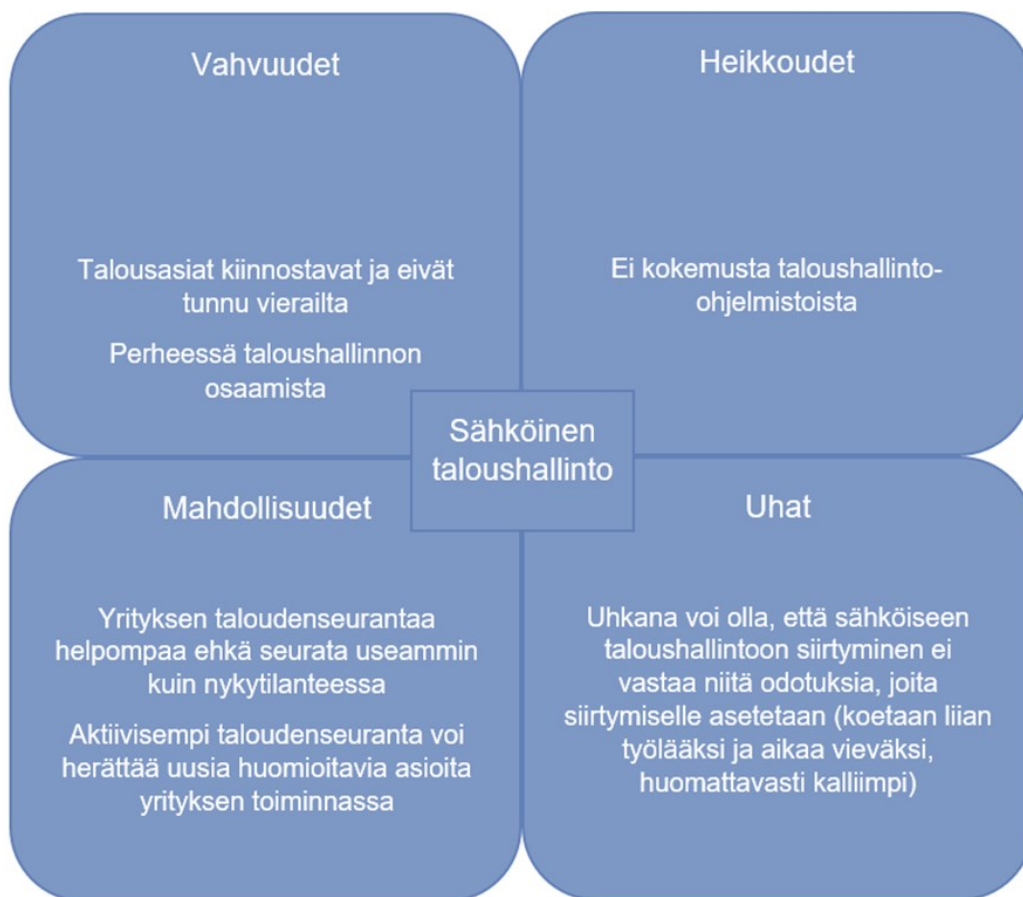 Vahvuudet
Talousasiat kiinnostavat ja eivät
tunnu vierailta
Perheessä taloushallinnon
osaamista
Heikkoudet
Ei kokemusta taloushallinto-
ohjelmistoista
Sähköinen
taloushallinto
Mahdollisuudet
Yrityksen taloudenseurantaa
helpompaa ehkä seurata useammin
kuin nykytilanteessa
Aktiivisempi taloudenseuranta voi
herättää uusia huomioitavia asioita
yrityksen toiminnassa
Uhat
Uhkana voi olla, että sähköiseen
taloushallintoon siirtyminen ei
vastaa niitä odotuksia, joita
siirtymiselle asetetaan (koetaan liian
työlääksi ja aikaa vieväksi,
huomattavasti kalliimpi)